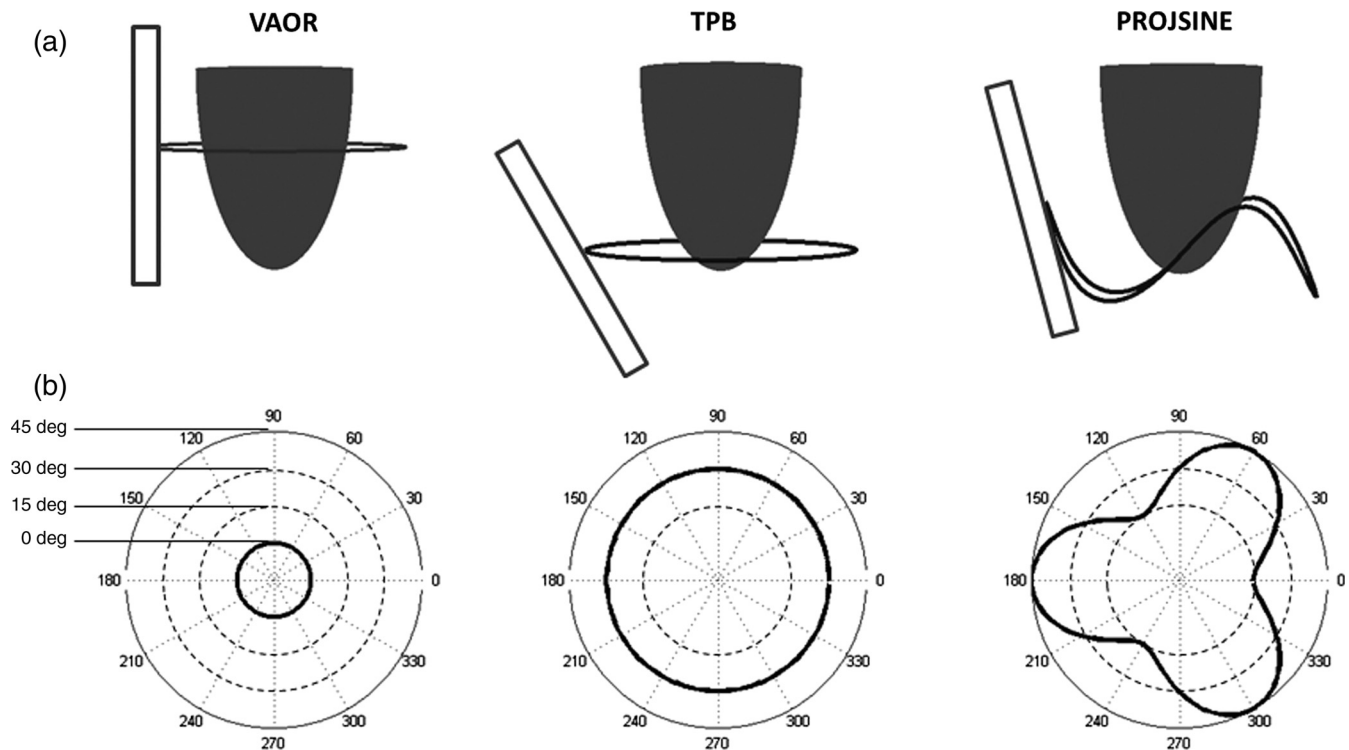 VAOR TPB PROJSINE
(a)
(b)
45 deg 90 90 90
120 60 120 60 120 60
30 deg
150 30 150 30 150 30
15 deg
0 deg
180 0 180 0 180 0
210 330 210 330 210 330
240 300 240 300 240 300
270 270 270